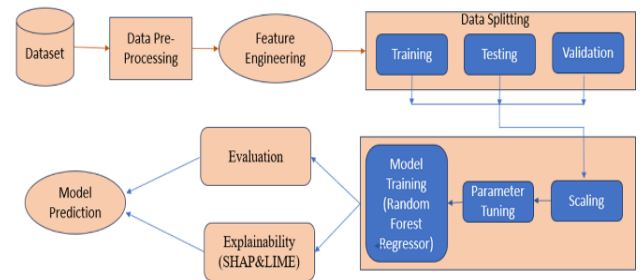 Dataset
Data Pre-
Processing
Feature
Engineering
Data Splitting
Training
Testing
Validation
Evaluation
Model
Prediction
Explainability
(SHAP&LIME)
Model
Training
(Random
Forest
Regressor)
Parameter
Tuning
Scaling